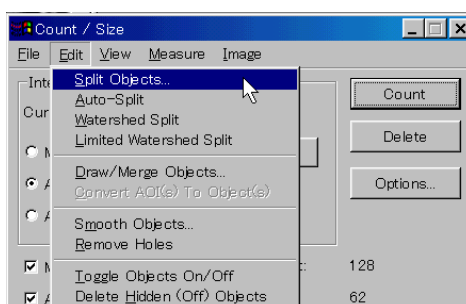 Count / Size
File Edit View Measure Image
Split Objects...
Auto-Split
Watershed Split
Limited Watershed Split
Draw/Merge Objects...
Convert AOI(s) To Object(s)
Smooth Objects...
Remove Holes
Toggle Objects On/Off
Delete Hidden (Off) Objects
Count
Delete
Options...
128
62